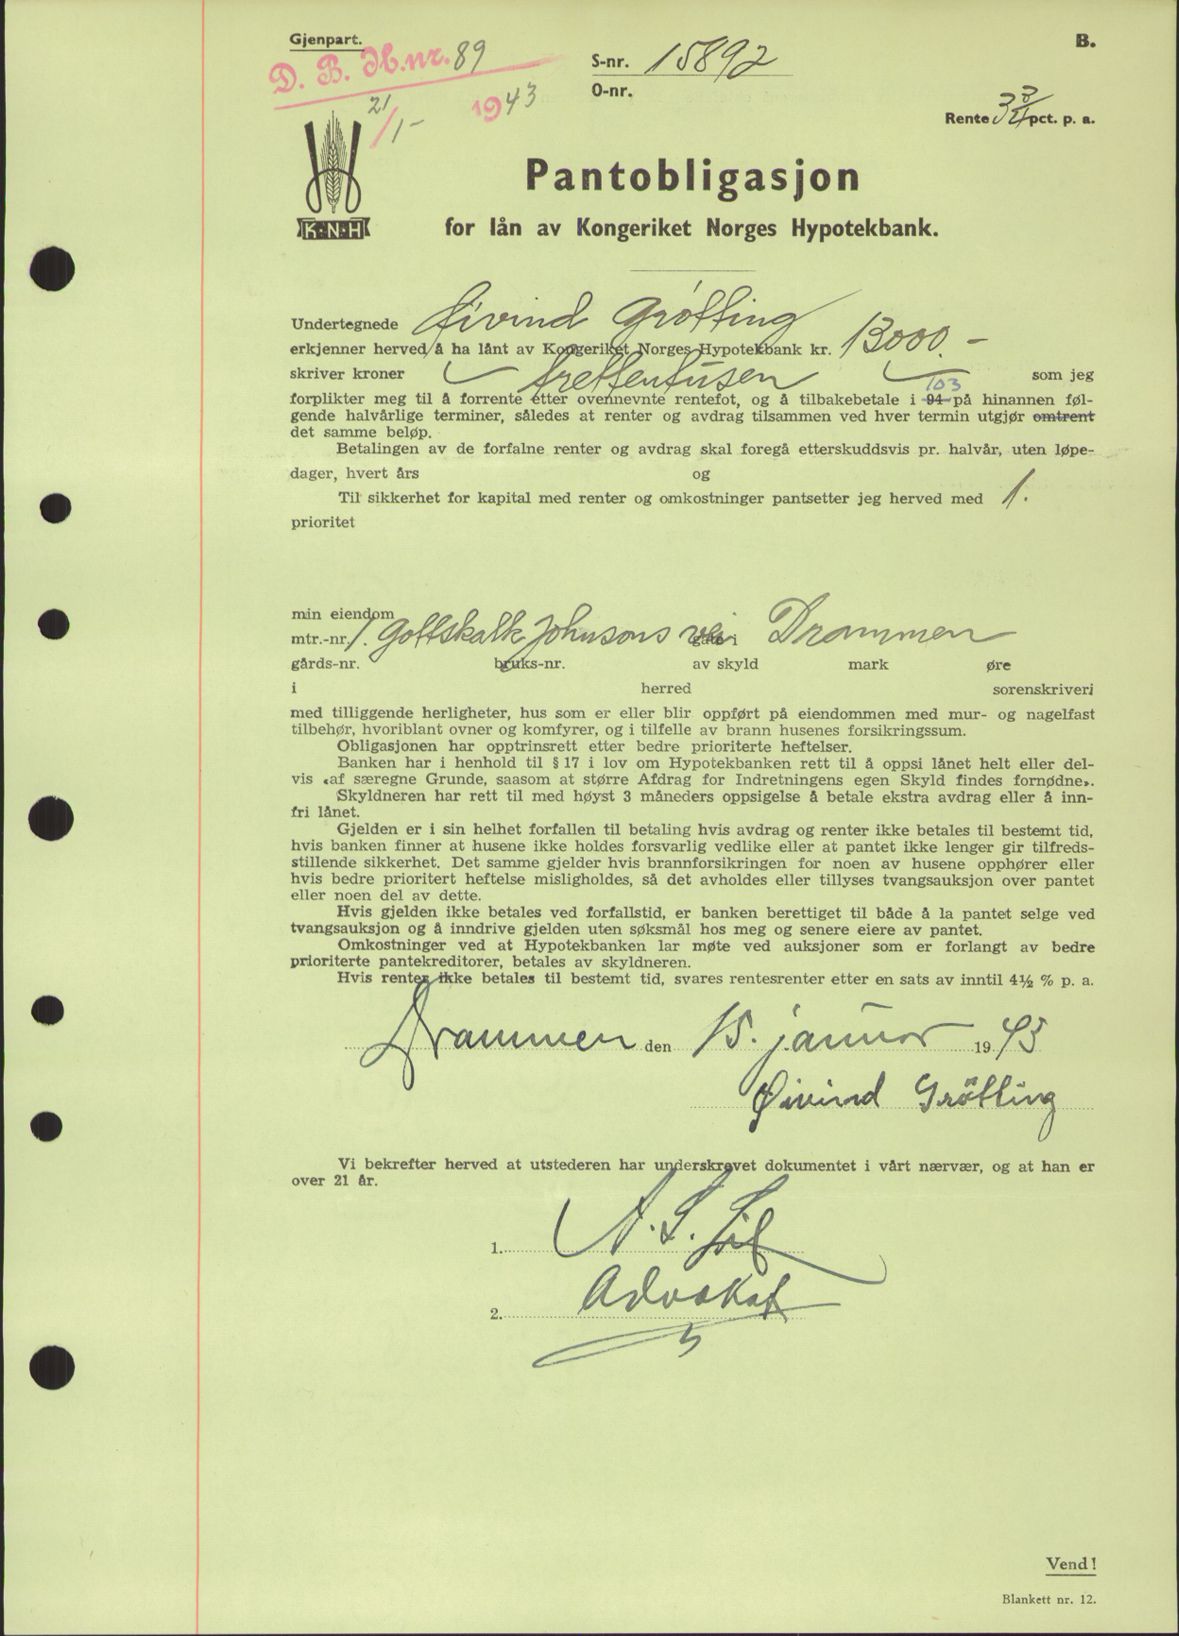 Gjenpart.
B.
D. B. H.nr. 89
21/1- 1943
S-nr. 15892
O-nr.
Rente 3 3/4 pct. p. a.
K·N·H
Pantobligasjon
for lån av Kongeriket Norges Hypotekbank.
Undertegnede Øivind Grötting
erkjenner herved å ha lånt av Kongeriket Norges Hypotekbank kr. 13000.-
skriver kroner trettentusen som jeg
103
forplikter meg til å forrente etter ovennevnte rentefot, og å tilbakebetale i 94 på hinannen føl-
gende halvårlige terminer, således at renter og avdrag tilsammen ved hver termin utgjør omtrent
det samme beløp.
Betalingen av de forfalne renter og avdrag skal foregå etterskuddsvis pr. halvår, uten løpe-
dager, hvert års og
Til sikkerhet for kapital med renter og omkostninger pantsetter jeg herved med 1.
prioritet
min eiendom
mtr.-nr. 1. Gottskalk Johnsons vei gate i Drammen
gårds-nr. bruks-nr. av skyld mark øre
i herred sorenskriveri
med tilliggende herligheter, hus som er eller blir oppført på eiendommen med mur- og nagelfast
tilbehør, hvoriblant ovner og komfyrer, og i tilfelle av brann husenes forsikringssum.
Obligasjonen har opptrinsrett etter bedre prioriterte heftelser.
Banken har i henhold til § 17 i lov om Hypotekbanken rett til å oppsi lånet helt eller del-
vis «af særegne Grunde, saasom at større Afdrag for Indretningens egen Skyld findes fornødne».
Skyldneren har rett til med høyst 3 måneders oppsigelse å betale ekstra avdrag eller å inn-
fri lånet.
Gjelden er i sin helhet forfallen til betaling hvis avdrag og renter ikke betales til bestemt tid,
hvis banken finner at husene ikke holdes forsvarlig vedlike eller at pantet ikke lenger gir tilfreds-
stillende sikkerhet. Det samme gjelder hvis brannforsikringen for noen av husene opphører eller
hvis bedre prioritert heftelse misligholdes, så det avholdes eller tillyses tvangsauksjon over pantet
eller noen del av dette.
Hvis gjelden ikke betales ved forfallstid, er banken berettiget til både å la pantet selge ved
tvangsauksjon og å inndrive gjelden uten søksmål hos meg og senere eiere av pantet.
Omkostninger ved at Hypotekbanken lar møte ved auksjoner som er forlangt av bedre
prioriterte pantekreditorer, betales av skyldneren.
Hvis renter ikke betales til bestemt tid, svares rentesrenter etter en sats av inntil 4½ % p. a.
Drammen den 15. januar 1943
Øivind Grötting
Vi bekrefter herved at utstederen har underskrevet dokumentet i vårt nærvær, og at han er
over 21 år.
1. A. S.
2. Advokat
Vend!
Blankett nr. 12.